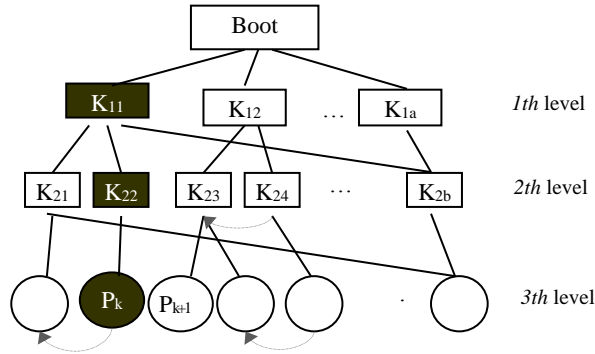 Boot
K11 K12 ... K1a 1th level
K21 K22 K23 K24 ... K2b 2th level
Pk Pk+1 . 3th level